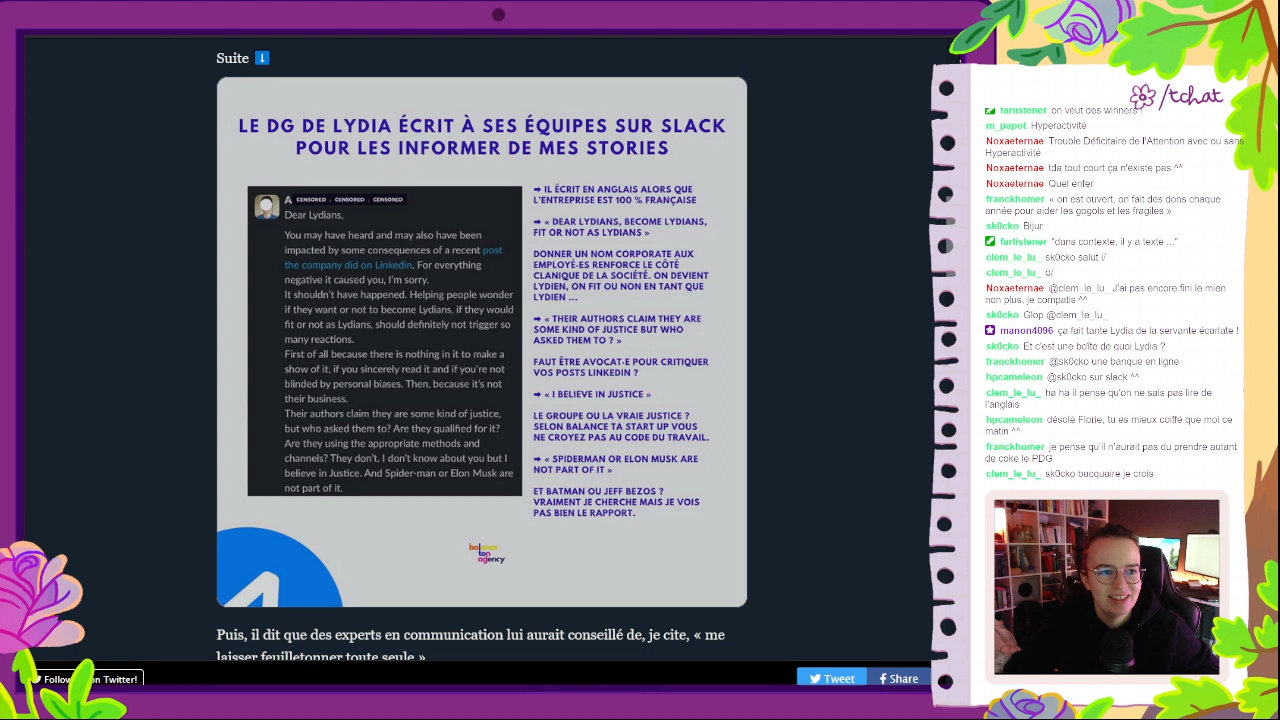 Suite ⬇
LE DG LYDIA ÉCRIT À SES ÉQUIPES SUR SLACK
POUR LES INFORMER DE MES STORIES
A CENSORED CENSORED CENSORED
Dear Lydians,
You may have heard and may also have been
impacted by some consequences of a recent post
the company did on Linkedin. For everything
negative it caused you, I'm sorry.
It shouldn't have happened. Helping people wonder
if they want or not to become Lydians, if they would
fit or not as Lydians, should definitely not trigger so
many reactions.
First of all because there is nothing in it to make a
show of it, if you sincerely read it and if you're not
blinded by personal biases. Then, because it's not
their business.
Their authors claim they are some kind of justice,
but who asked them to? Are they qualified for it?
Are they using the appropriate methods and
channels? They don't. I don't know about you but I
believe in Justice. And Spider-man or Elon Musk are
not part of it.
➡ IL ÉCRIT EN ANGLAIS ALORS QUE
L'ENTREPRISE EST 100 % FRANÇAISE
➡ « DEAR LYDIANS, BECOME LYDIANS,
FIT OR NOT AS LYDIANS »
DONNER UN NOM CORPORATE AUX
EMPLOYÉ·ES RENFORCE LE CÔTÉ
CLANIQUE DE LA SOCIÉTÉ. ON DEVIENT
LYDIEN, ON FIT OU NON EN TANT QUE
LYDIEN ...
➡ « THEIR AUTHORS CLAIM THEY ARE
SOME KIND OF JUSTICE BUT WHO
ASKED THEM TO ? »
FAUT ÊTRE AVOCAT·E POUR CRITIQUER
VOS POSTS LINKEDIN ?
➡ « I BELIEVE IN JUSTICE »
LE GROUPE OU LA VRAIE JUSTICE ?
SELON BALANCE TA START UP VOUS
NE CROYEZ PAS AU CODE DU TRAVAIL.
➡ « SPIDERMAN OR ELON MUSK ARE
NOT PART OF IT »
ET BATMAN OU JEFF BEZOS ?
VRAIMENT JE CHERCHE MAIS JE VOIS
PAS BIEN LE RAPPORT.
balance
ton
agency
Puis, il dit que des experts en communication lui aurait conseillé de, je cite, « me
laisser feuilletonner toute seule »
Follow on Twitter!
Tweet
Share
/tchat
farlistener on veut des winners !
m_papot Hyperactivité
Noxaeternae Trouble Déficitaire de l'Attention avec ou sans
Hyperactivité
Noxaeternae tda tout court ça n'existe pas ^^
Noxaeternae Quel enfer
franckhomer « on est ouvert, on fait des dons chaque
année pour aider les gogols et les fragiles »
sk0cko Bijur
farlistener "dans contexte, il y a texte ..."
clem_le_lu_ sk0cko salut \/
clem_le_lu_ o/
Noxaeternae @clem_le_lu_ J'ai pas encore fini le mien
non plus, je compatis ^^
sk0cko Glop @clem_le_lu_
manon4096 ça fait tante Lydia de la servante écarlate !
sk0cko Et c'est une boîte de quoi Lydia ?
franckhomer @sk0cko une banque en ligne
hpcameleon @sk0cko sur slack ^^
clem_le_lu_ ha ha il pense qu'on ne sais pas lire de
l'anglais
hpcameleon désolé Florie, tu es mieux coiffé que moi ce
matin ^^
franckhomer je pense qu'il n'aurait pas du prendre autant
de coke le PDG
clem_le_lu_ sk0cko bacquaire je crois